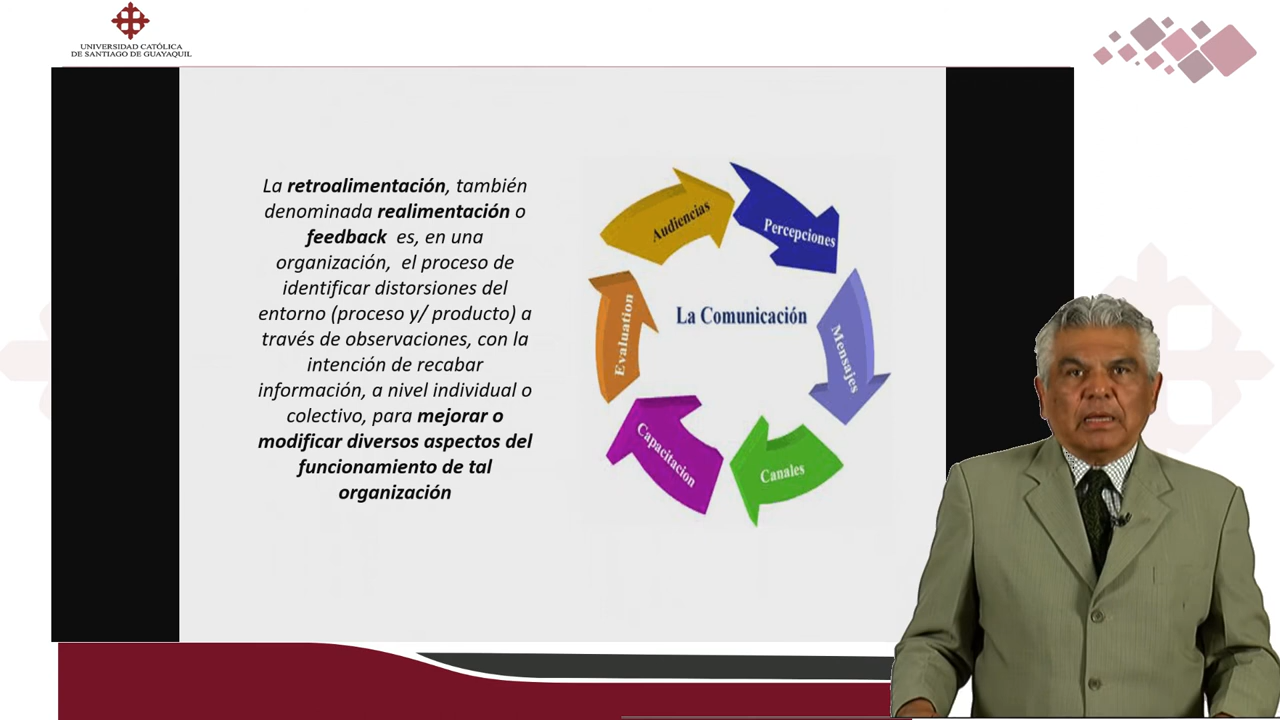 UNIVERSIDAD CATÓLICA
DE SANTIAGO DE GUAYAQUIL
La retroalimentación, también
denominada realimentación o
feedback es, en una
organización, el proceso de
identificar distorsiones del
entorno (proceso y/ producto) a
través de observaciones, con la
intención de recabar
información, a nivel individual o
colectivo, para mejorar o
modificar diversos aspectos del
funcionamiento de tal
organización
La Comunicación
Audiencias
Percepciones
Mensajes
Canales
Capacitacion
Evaluation